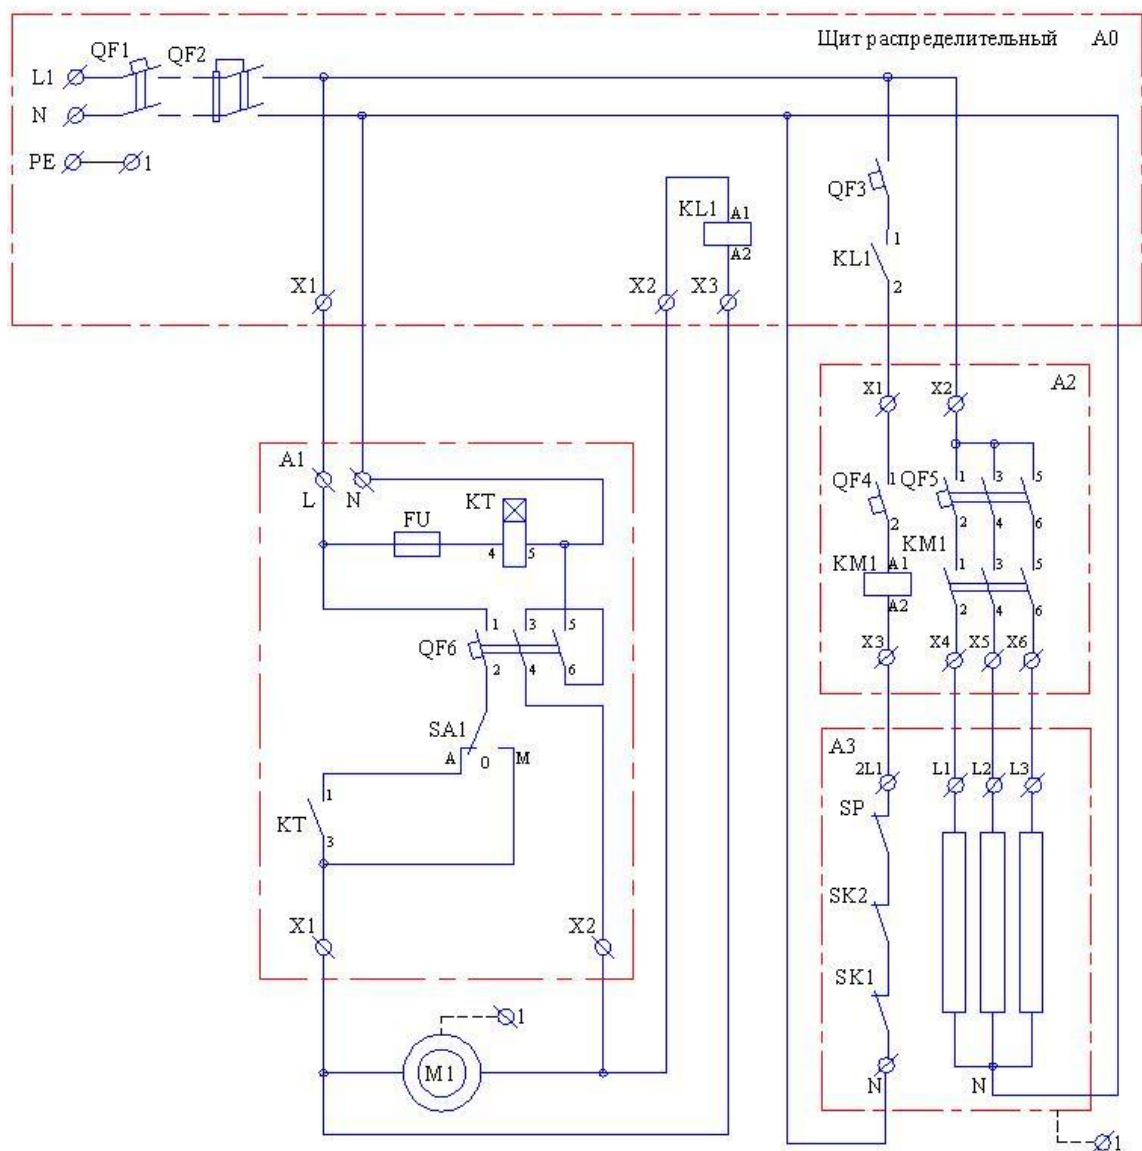 Щит распределительный А0
QF1 QF2
L1
N
PE 1
QF3
KL1 A1
A2
1
KL1
2
X1 X2 X3
A2
X1 X2
A1
L N KT
FU
4 5
QF4 1 QF5 1 3 5
2 2 4 6
KM1
KM1 A1 1 3 5
A2 2 4 6
1 3 5
QF6
2 4 6
X3 X4 X5 X6
SA1
A 0 M
A3
2L1 L1 L2 L3
1
KT
3
SP
SK2
X1 X2
SK1
1
M1
N N
1